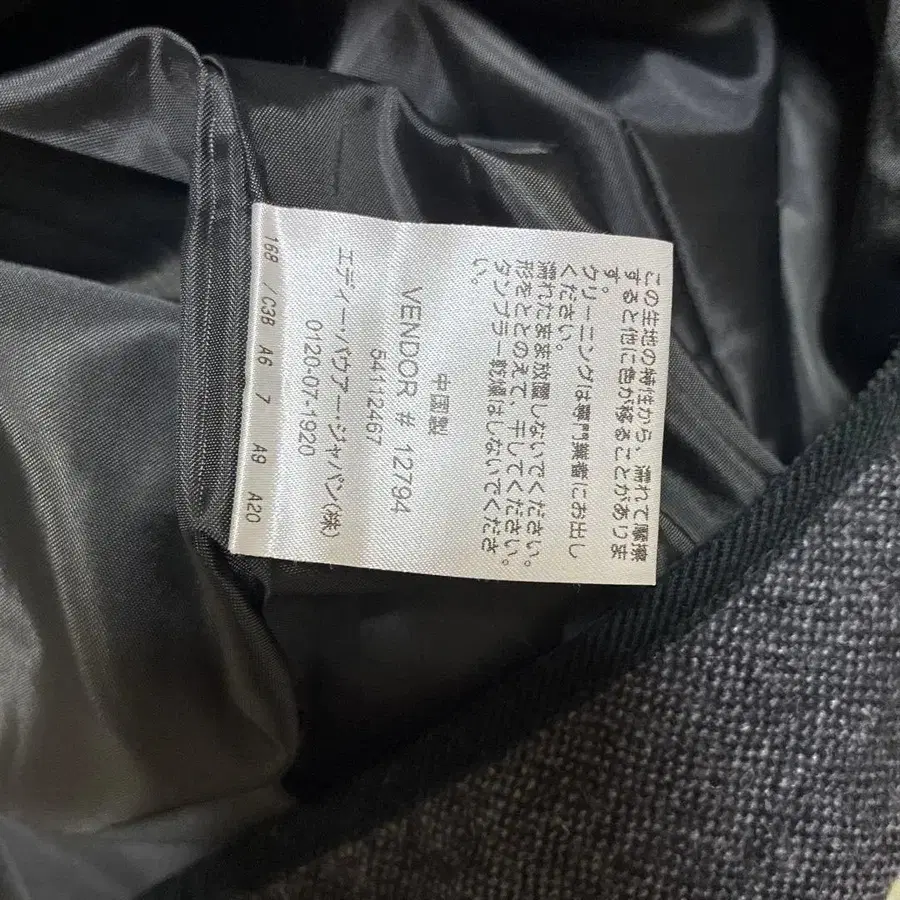 この生地の特性から、濡れて摩擦
すると他に色が移ることがありま
す。
クリーニングは専門業者にお出し
ください。
濡れたまま放置しないでください。
形をととのえて、干してください。
タンブラー乾燥はしないでくださ
い。
中国製
VENDOR # 12794
54112467
エディー・バウアー・ジャパン(株)
0120-07-1920
168 / C38 A6 7 A9 A20